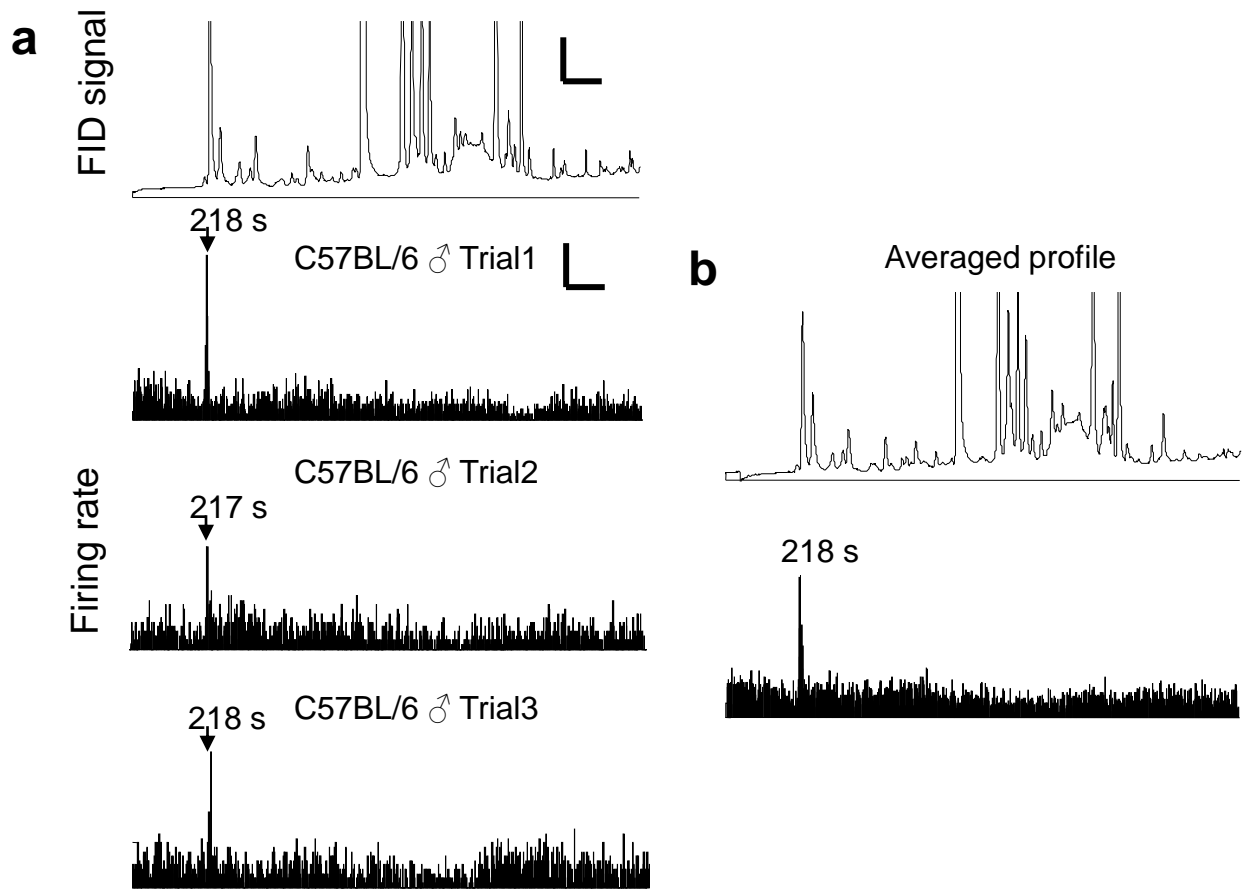 a
FID signal
218 s
C57BL/6 ♂ Trial1
Firing rate
C57BL/6 ♂ Trial2
217 s
C57BL/6 ♂ Trial3
218 s
b
Averaged profile
218 s